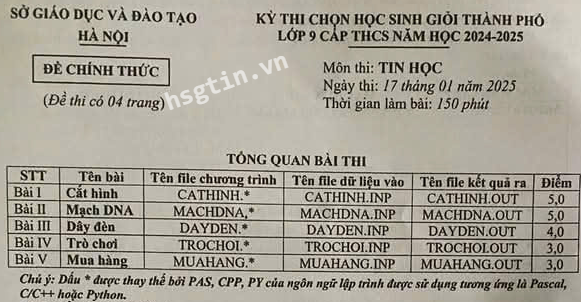 SỞ GIÁO DỤC VÀ ĐÀO TẠO
HÀ NỘI
ĐỀ CHÍNH THỨC
(Đề thi có 04 trang)
hsgtin.vn
KỲ THI CHỌN HỌC SINH GIỎI THÀNH PHỐ
LỚP 9 CẤP THCS NĂM HỌC 2024-2025
Môn thi: TIN HỌC
Ngày thi: 17 tháng 01 năm 2025
Thời gian làm bài: 150 phút
TỔNG QUAN BÀI THI
STT Tên bài Tên file chương trình Tên file dữ liệu vào Tên file kết quả ra Điểm
Bài I Cắt hình CATHINH.* CATHINH.INP CATHINH.OUT 5,0
Bài II Mạch DNA MACHDNA.* MACHDNA.INP MACHDNA.OUT 5,0
Bài III Dây đèn DAYDEN.* DAYDEN.INP DAYDEN.OUT 4,0
Bài IV Trò chơi TROCHOI.* TROCHOI.INP TROCHOI.OUT 3,0
Bài V Mua hàng MUAHANG.* MUAHANG.INP MUAHANG.OUT 3,0
Chú ý: Dấu * được thay thế bởi PAS, CPP, PY của ngôn ngữ lập trình được sử dụng tương ứng là Pascal,
C/C++ hoặc Python.